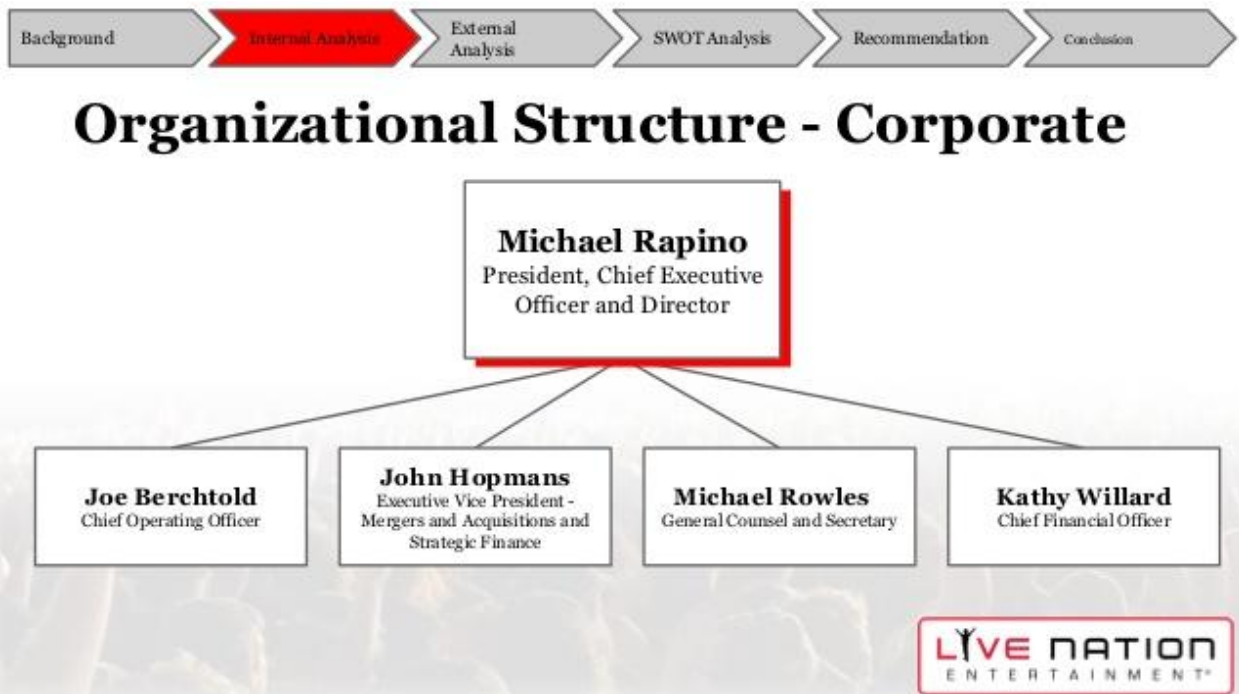 Background
Internal Analysis
External
Analysis
SWOT Analysis
Recommendation
Conclusion
Organizational Structure - Corporate
Michael Rapino
President, Chief Executive
Officer and Director
Joe Berchtold
Chief Operating Officer
John Hopmans
Executive Vice President -
Mergers and Acquisitions and
Strategic Finance
Michael Rowles
General Counsel and Secretary
Kathy Willard
Chief Financial Officer
LIVE NATION
ENTERTAINMENT®